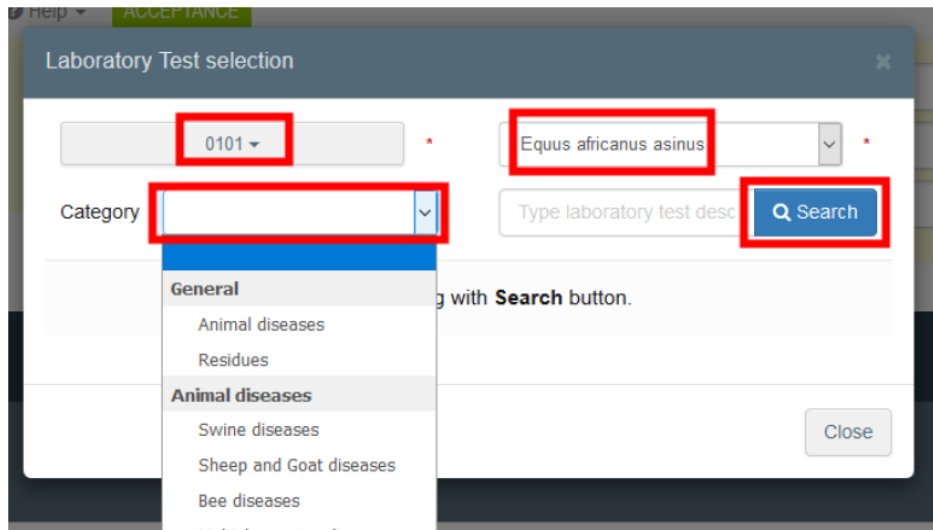 Help
ACCEPTANCE
Laboratory Test selection
0101
*
Equus africanus asinus
*
Category
Type laboratory test desc
Search
g with Search button.
General
Animal diseases
Residues
Animal diseases
Swine diseases
Sheep and Goat diseases
Bee diseases
Close